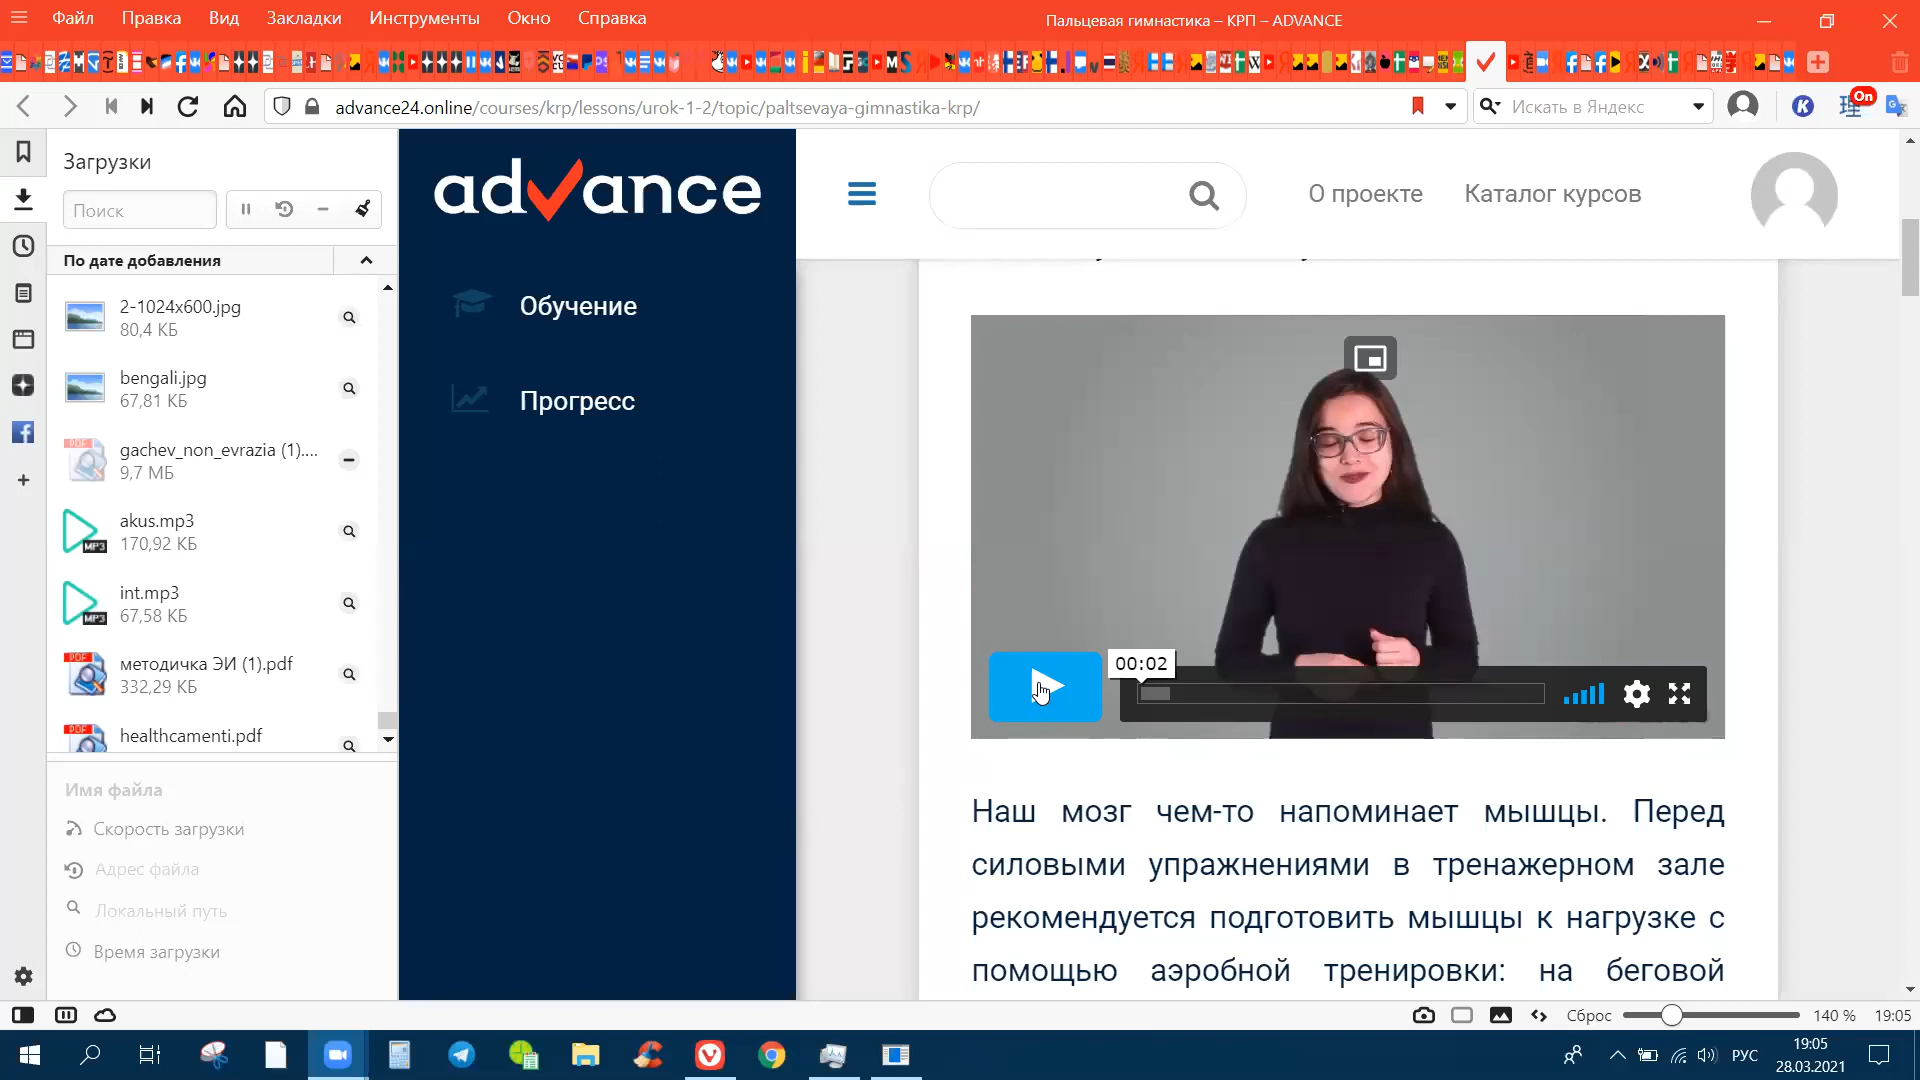 Файл Правка Вид Закладки Инструменты Окно Справка
Пальцевая гимнастика – КРП – ADVANCE
advance24.online/courses/krp/lessons/urok-1-2/topic/paltsevaya-gimnastika-krp/
Искать в Яндекс
On
Загрузки
Поиск
По дате добавления
2-1024x600.jpg
80,4 КБ
bengali.jpg
67,81 КБ
gachev_non_evrazia (1)....
9,7 МБ
akus.mp3
170,92 КБ
int.mp3
67,58 КБ
методичка ЭИ (1).pdf
332,29 КБ
healthcamenti.pdf
Имя файла
Скорость загрузки
Адрес файла
Локальный путь
Время загрузки
advance
Обучение
Прогресс
О проекте Каталог курсов
00:02
Наш мозг чем-то напоминает мышцы. Перед
силовыми упражнениями в тренажерном зале
рекомендуется подготовить мышцы к нагрузке с
помощью аэробной тренировки: на беговой
Сброс 140 % 19:05
РУС
19:05
28.03.2021